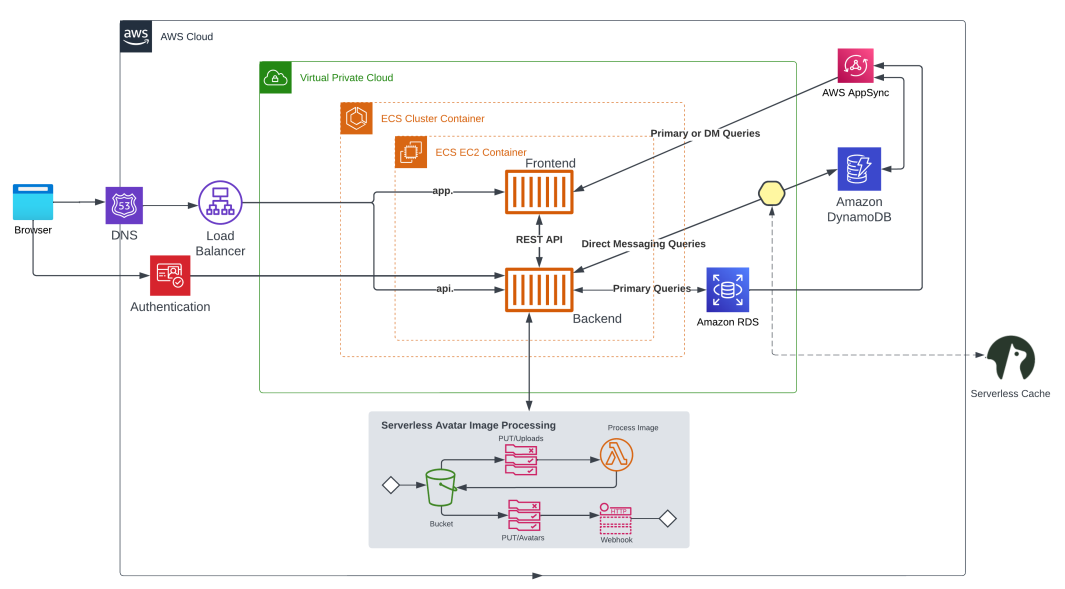 aws
AWS Cloud
Virtual Private Cloud
AWS AppSync
ECS Cluster Container
Primary or DM Queries
ECS EC2 Container
Frontend
app.
53
Browser
DNS
Load
Balancer
Amazon
DynamoDB
REST API
Direct Messaging Queries
api.
Primary Queries
Authentication
Backend
Amazon RDS
Serverless Cache
Serverless Avatar Image Processing
Process Image
PUT/Uploads
Bucket
HTTP
PUT/Avatars
Webhook